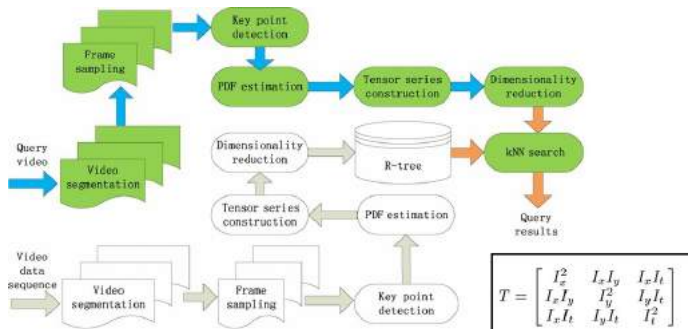 Key point
detection
Frame
sampling
PDF estimation
Tensor series
construction
Dimensionality
reduction
Query
video
Video
segmentation
Dimensionality
reduction
R-tree
kNN search
Tensor series
construction
PDF estimation
Query
results
Video
data
sequence
Video
segmentation
Frame
sampling
Key point
detection
T = [ I_x^2 I_xI_y I_xI_t
I_xI_y I_y^2 I_yI_t
I_xI_t I_yI_t I_t^2 ]